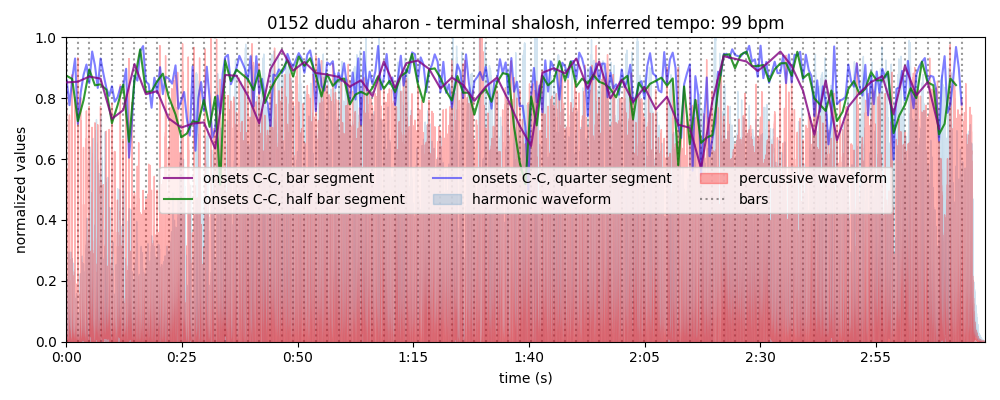 0152 dudu aharon - terminal shalosh, inferred tempo: 99 bpm
1.0
0.8
0.6
0.4
0.2
0.0
normalized values
onsets C-C, bar segment
onsets C-C, half bar segment
onsets C-C, quarter segment
harmonic waveform
percussive waveform
bars
0:00 0:25 0:50 1:15 1:40 2:05 2:30 2:55
time (s)